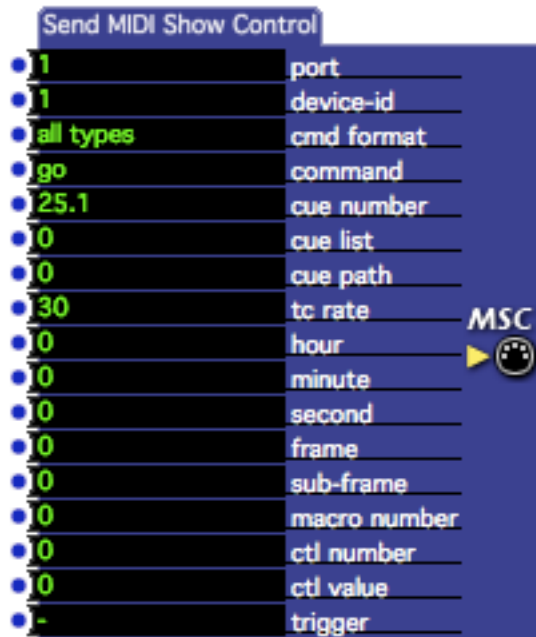 Send MIDI Show Control
1 port
1 device-id
all types cmd format
go command
25.1 cue number
0 cue list
0 cue path
30 tc rate
MSC
0 hour
0 minute
0 second
0 frame
0 sub-frame
0 macro number
0 ctl number
0 ctl value
- trigger